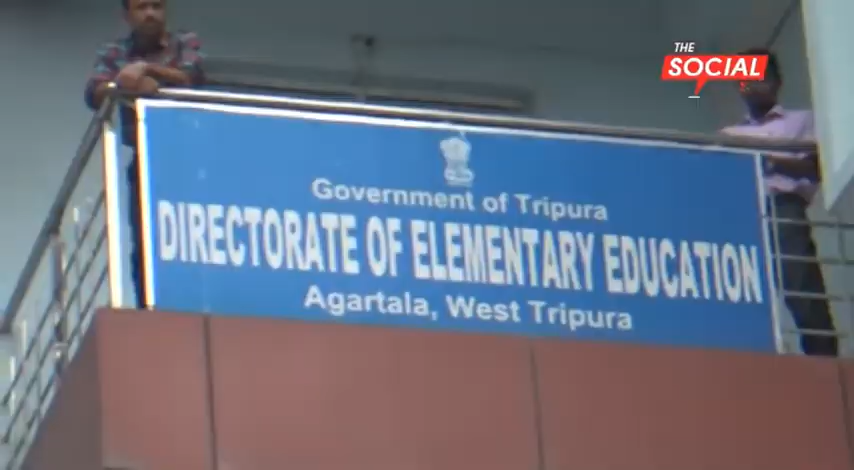 THE
SOCIAL
Government of Tripura
DIRECTORATE OF ELEMENTARY EDUCATION
Agartala, West Tripura